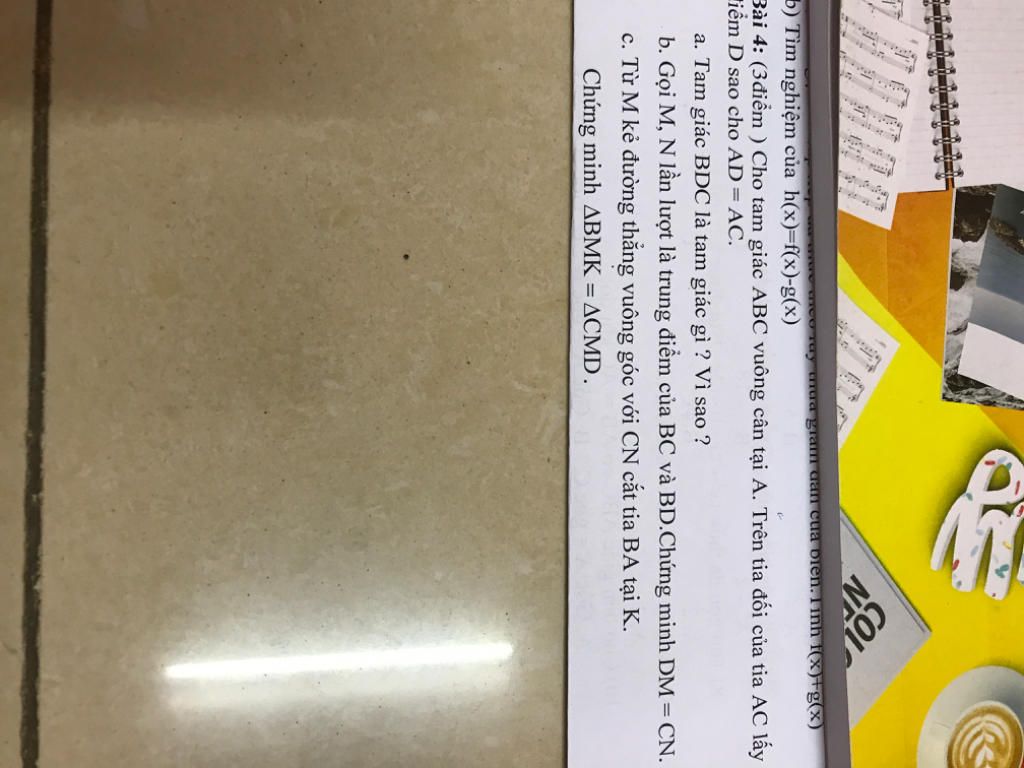 của biến.Tính f(x)+g(x)
b) Tìm nghiệm của h(x)=f(x)-g(x)
Bài 4: (3điểm ) Cho tam giác ABC vuông cân tại A. Trên tia đối của tia AC lấy
điểm D sao cho AD = AC.
a. Tam giác BDC là tam giác gì ? Vì sao ?
b. Gọi M, N lần lượt là trung điểm của BC và BD.Chứng minh DM = CN.
c. Từ M kẻ đường thẳng vuông góc với CN cắt tia BA tại K.
Chứng minh ΔBMK = ΔCMD.